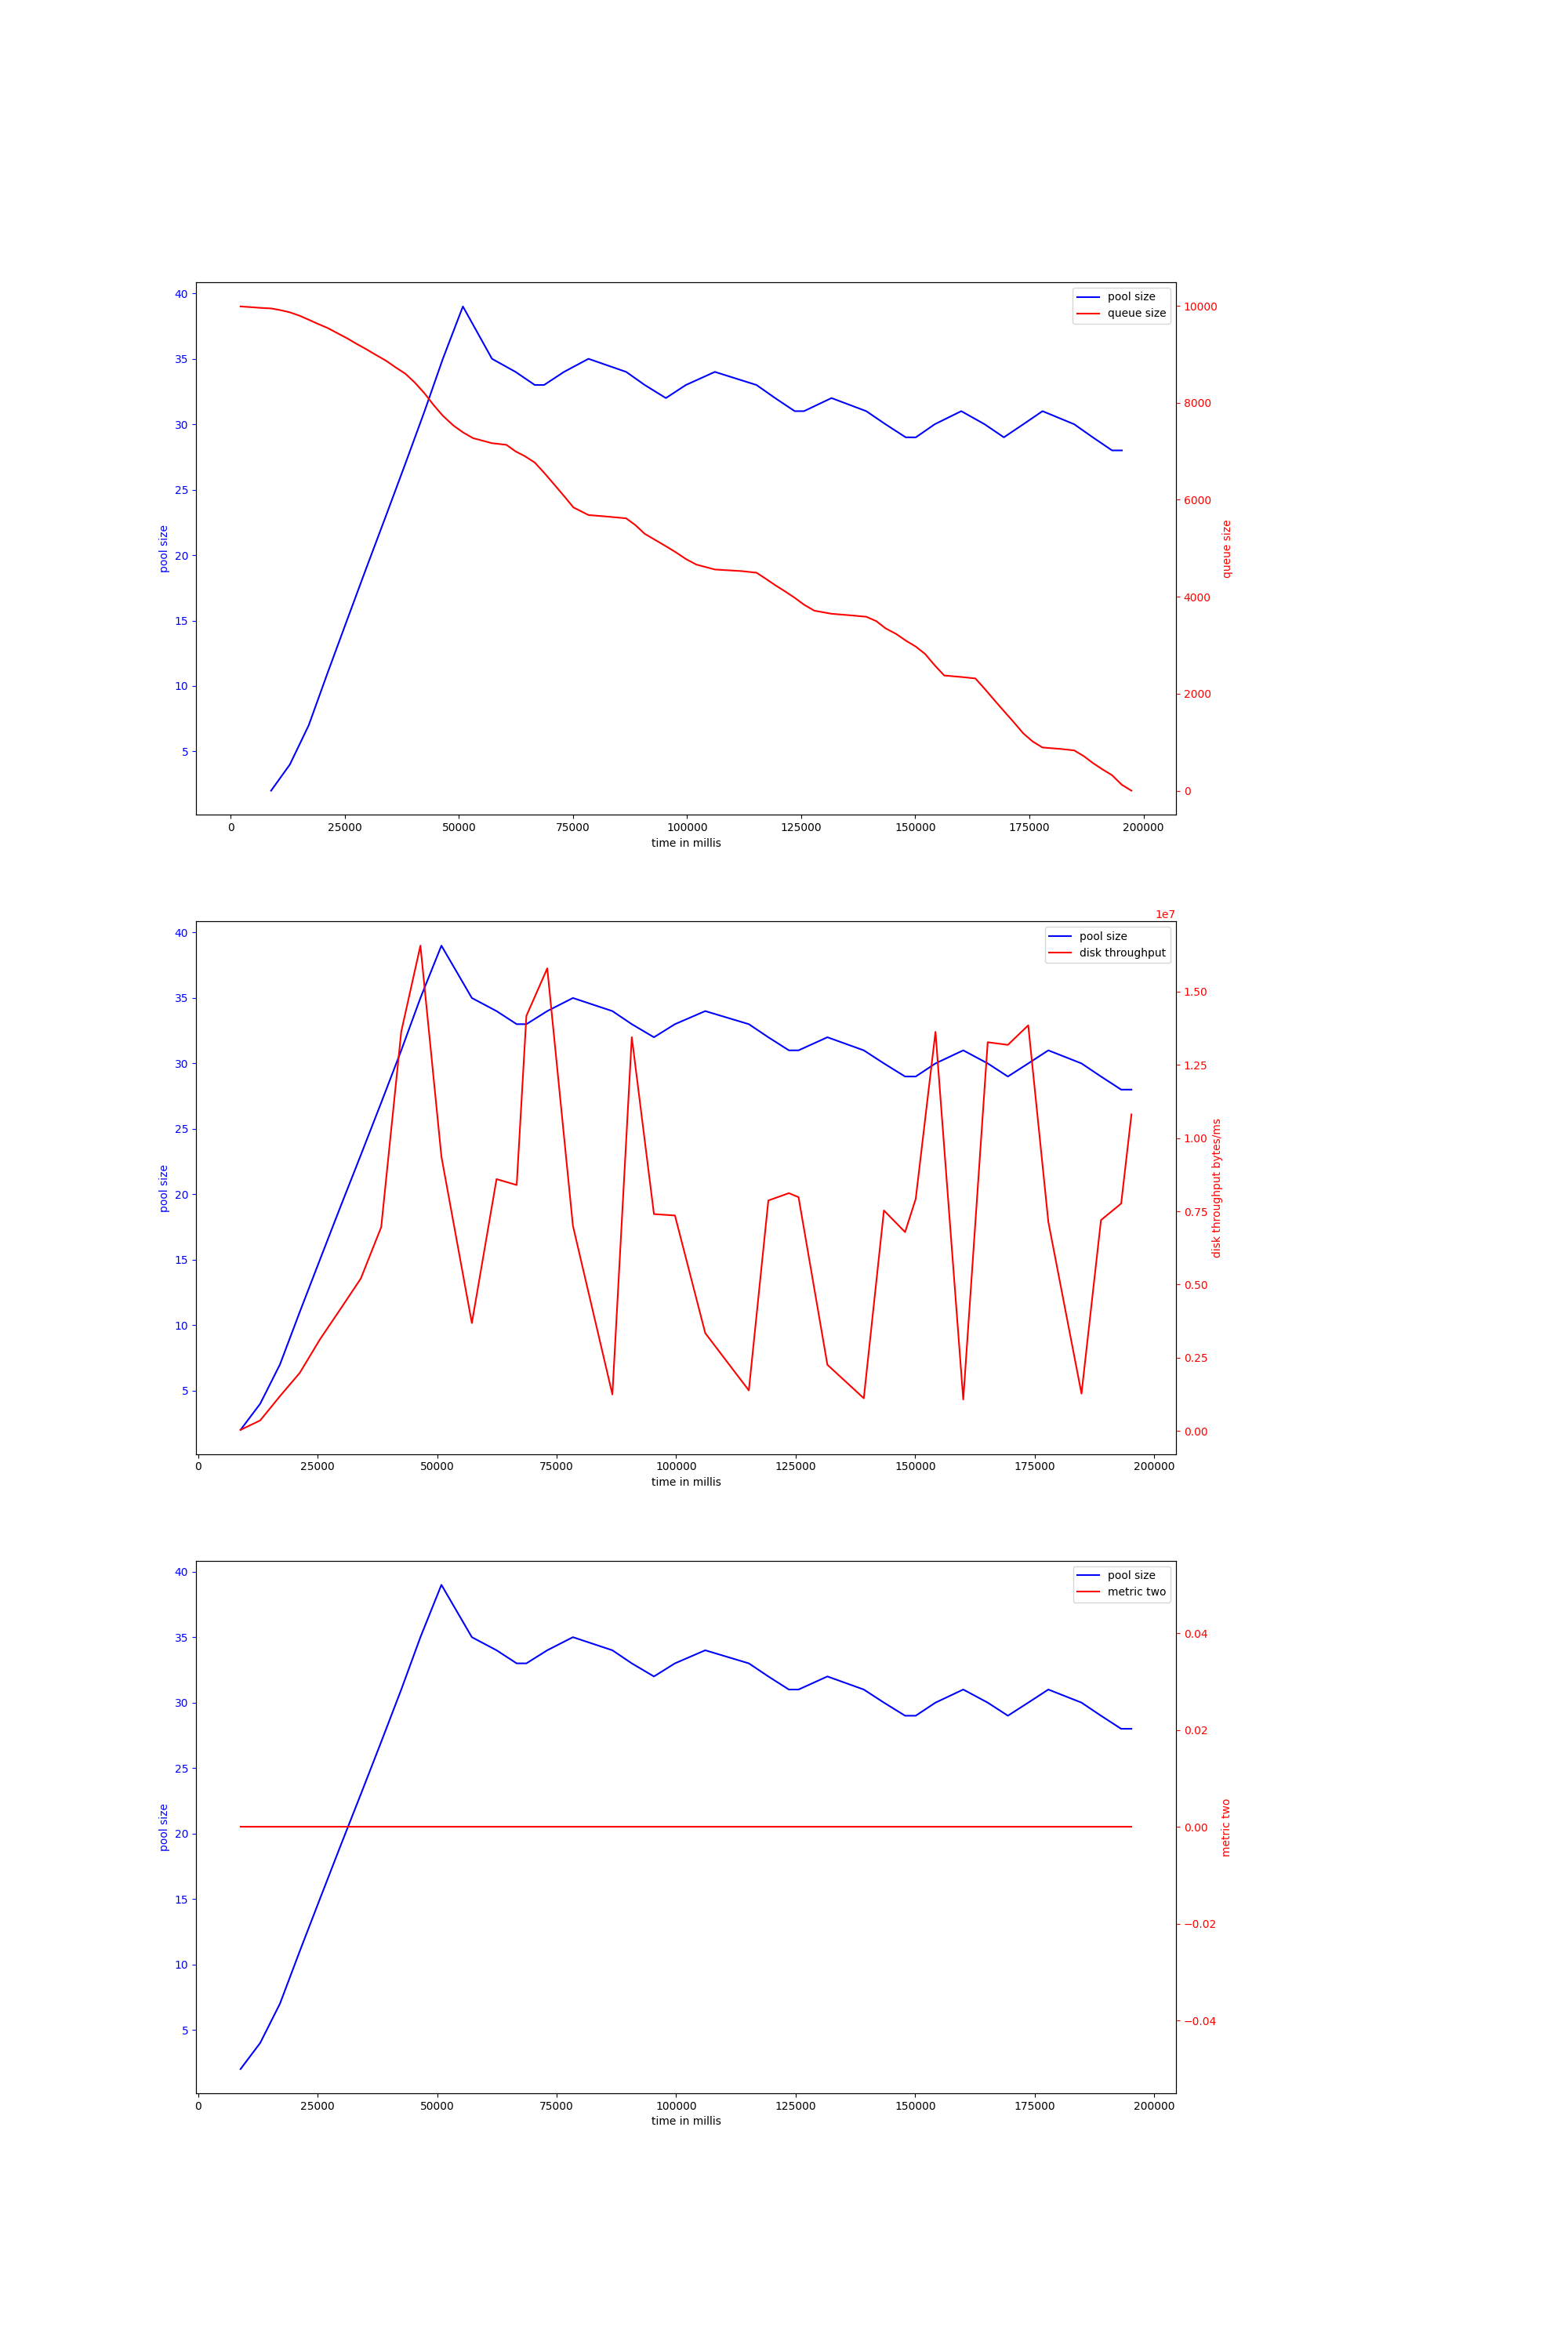 pool size
queue size
40
35
30
25
20
15
10
5
pool size
10000
8000
6000
4000
2000
0
queue size
0 25000 50000 75000 100000 125000 150000 175000 200000
time in millis
1e7
pool size
disk throughput
40
35
30
25
20
15
10
5
pool size
1.50
1.25
1.00
0.75
0.50
0.25
0.00
disk throughput bytes/ms
0 25000 50000 75000 100000 125000 150000 175000 200000
time in millis
pool size
metric two
40
35
30
25
20
15
10
5
pool size
0.04
0.02
0.00
−0.02
−0.04
metric two
0 25000 50000 75000 100000 125000 150000 175000 200000
time in millis